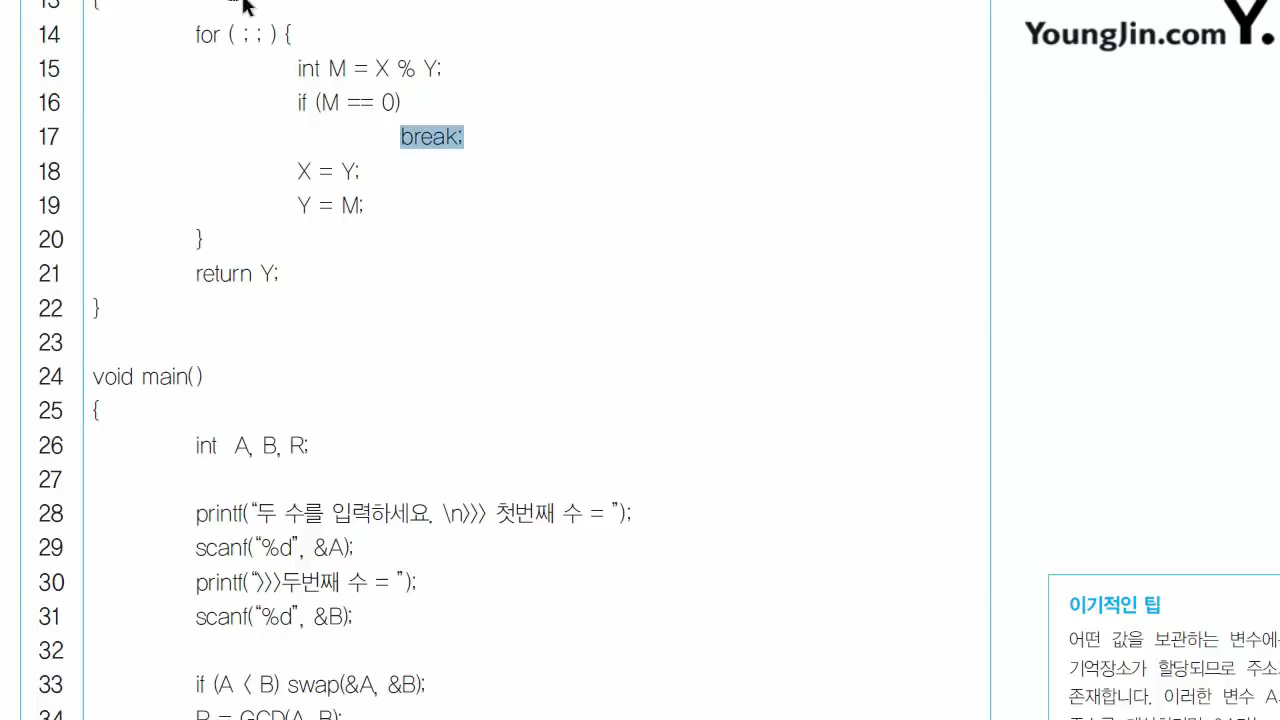 13 {
14 for ( ; ; ) {
15 int M = X % Y;
16 if (M == 0)
17 break;
18 X = Y;
19 Y = M;
20 }
21 return Y;
22 }
23
24 void main()
25 {
26 int A, B, R;
27
28 printf(“두 수를 입력하세요. \n>>> 첫번째 수 = ”);
29 scanf(“%d”, &A);
30 printf(“>>>두번째 수 = ”);
31 scanf(“%d”, &B);
32
33 if (A < B) swap(&A, &B);
34 R = GCD(A, B);
YoungJin.com Y.
이기적인 팁
어떤 값을 보관하는 변수에
기억장소가 할당되므로 주소
존재합니다. 이러한 변수 A